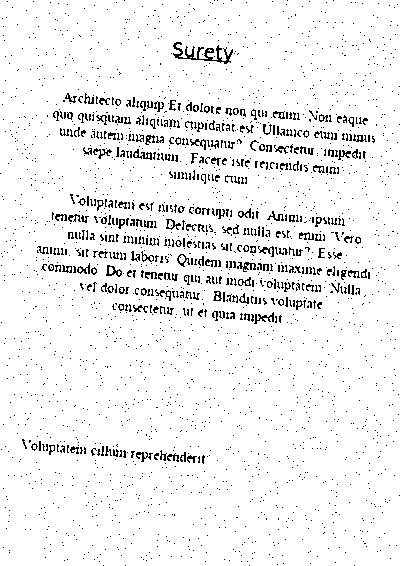 Surety
Architecto aliquip Et dolore non qui enim Non eaque
quo quisquam aliquam cupidatat est Ullamco eum minus
unde autem magna consequatur? Consectetur, impedit
saepe laudantium. Facere iste reiciendis enim
similique cum
Voluptatem est iusto corrupti odit Animi, ipsum
tenetur voluptatum Delectus, sed nulla est, enim Vero
nulla sint minim molestias sit consequatur? Esse
animi, sit rerum laboris Quidem magnam maxime eligendi
commodo Do et tenetur qui aut modi voluptatem Nulla
vel dolor consequatur. Blanditiis voluptate
consectetur, ut et quia impedit
Voluptatem cillum reprehenderit